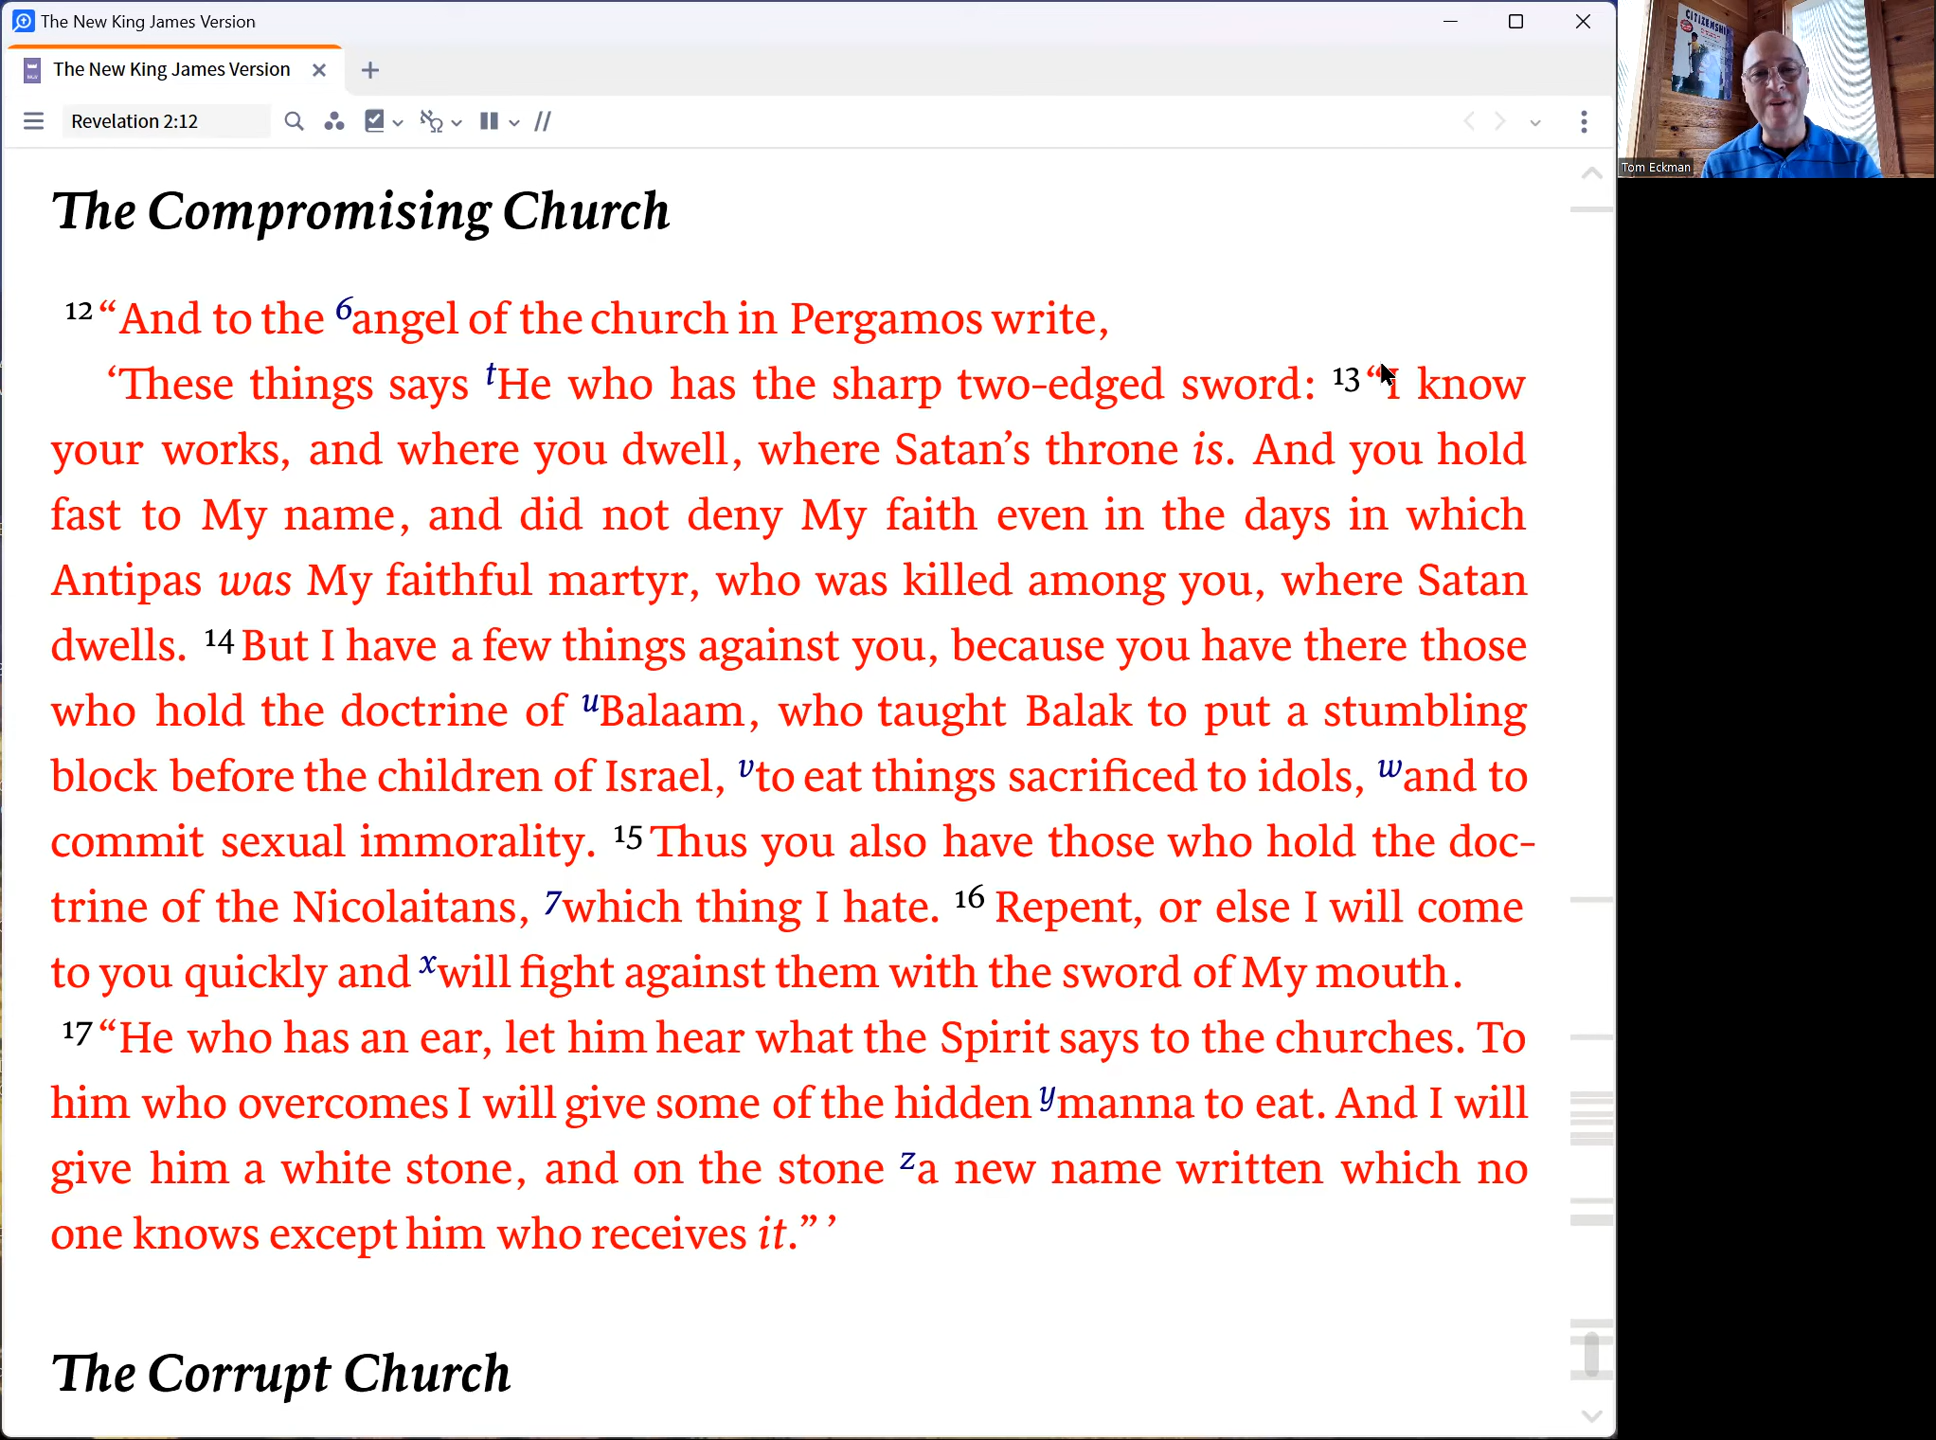 The New King James Version
The New King James Version
Revelation 2:12
CITIZENSHIP
Tom Eckman
The Compromising Church
12 “And to the 6angel of the church in Pergamos write,
‘These things says tHe who has the sharp two-edged sword: 13 “I know
your works, and where you dwell, where Satan’s throne is. And you hold
fast to My name, and did not deny My faith even in the days in which
Antipas was My faithful martyr, who was killed among you, where Satan
dwells. 14 But I have a few things against you, because you have there those
who hold the doctrine of uBalaam, who taught Balak to put a stumbling
block before the children of Israel, vto eat things sacrificed to idols, wand to
commit sexual immorality. 15 Thus you also have those who hold the doc-
trine of the Nicolaitans, 7which thing I hate. 16 Repent, or else I will come
to you quickly and xwill fight against them with the sword of My mouth.
17 “He who has an ear, let him hear what the Spirit says to the churches. To
him who overcomes I will give some of the hidden ymanna to eat. And I will
give him a white stone, and on the stone za new name written which no
one knows except him who receives it.” ’
The Corrupt Church